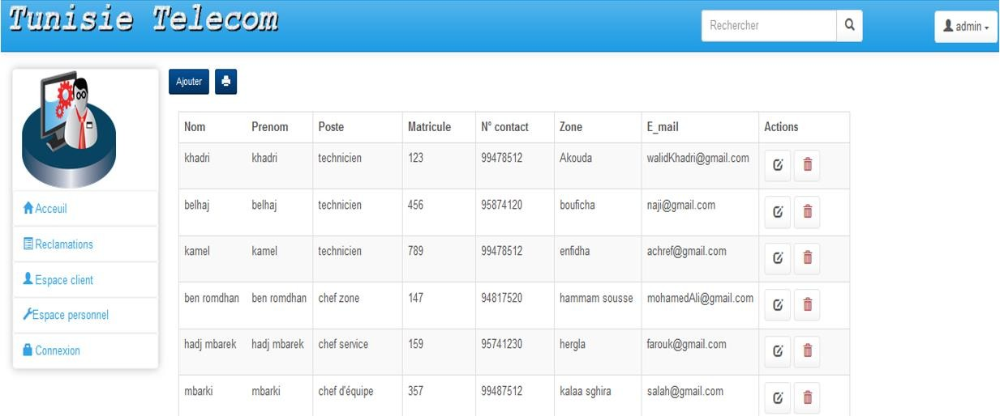 Tunisie Telecom
Rechercher
admin
Ajouter
Acceuil
Reclamations
Espace client
Espace personnel
Connexion
Nom Prenom Poste Matricule N° contact Zone E_mail Actions
khadri khadri technicien 123 99478512 Akouda walidKhadri@gmail.com
belhaj belhaj technicien 456 95874120 bouficha naji@gmail.com
kamel kamel technicien 789 99478512 enfidha achref@gmail.com
ben romdhan ben romdhan chef zone 147 94817520 hammam sousse mohamedAli@gmail.com
hadj mbarek hadj mbarek chef service 159 95741230 hergla farouk@gmail.com
mbarki mbarki chef d'équipe 357 99487512 kalaa sghira salah@gmail.com